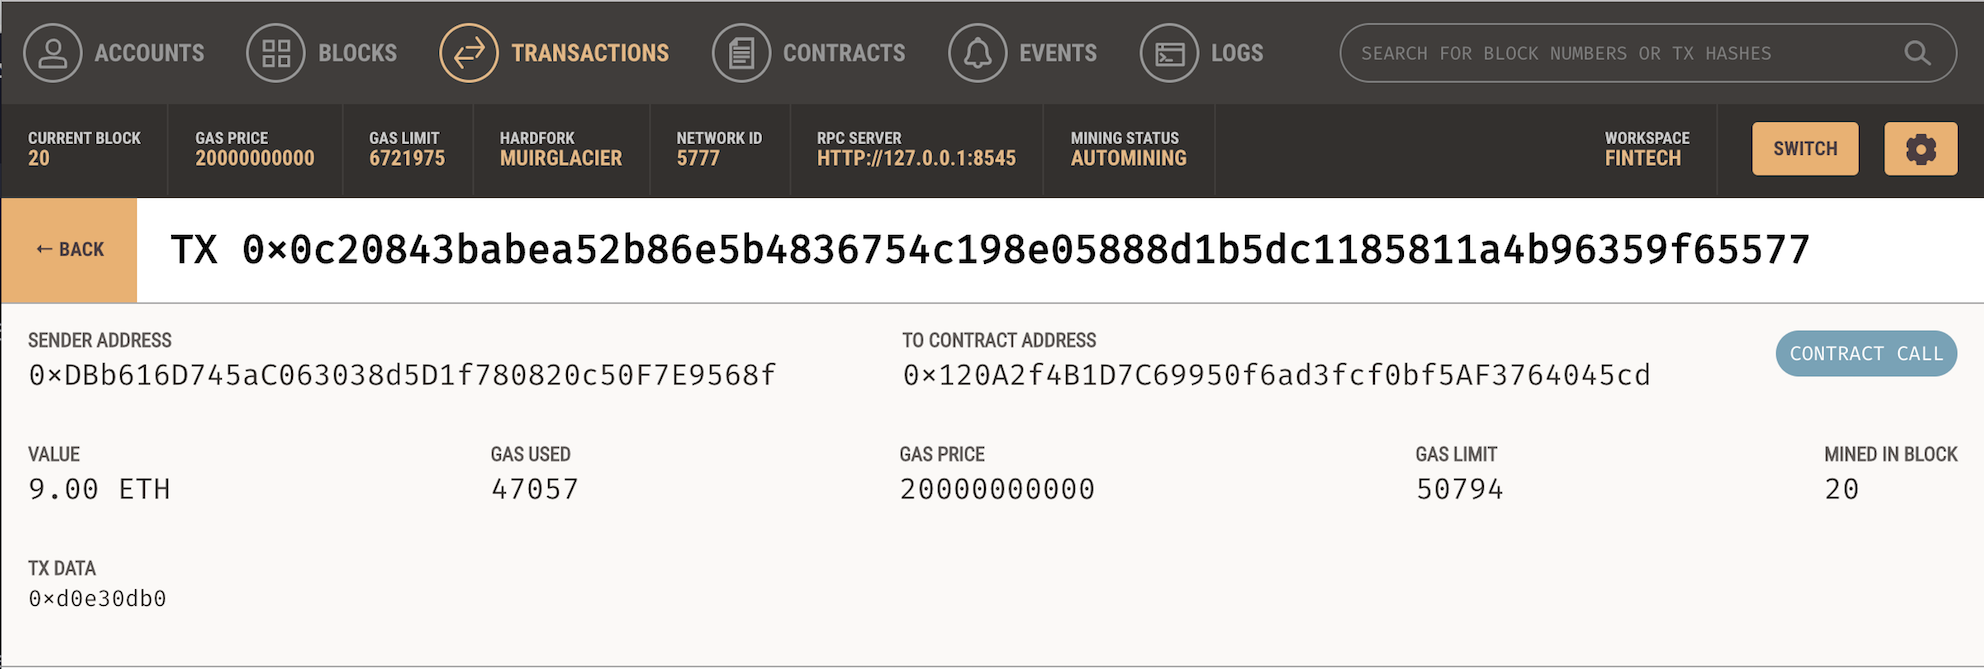 ACCOUNTS BLOCKS TRANSACTIONS CONTRACTS EVENTS LOGS SEARCH FOR BLOCK NUMBERS OR TX HASHES
CURRENT BLOCK GAS PRICE GAS LIMIT HARDFORK NETWORK ID RPC SERVER MINING STATUS WORKSPACE
20 20000000000 6721975 MUIRGLACIER 5777 HTTP://127.0.0.1:8545 AUTOMINING FINTECH SWITCH
← BACK TX 0×0c20843babea52b86e5b4836754c198e05888d1b5dc1185811a4b96359f65577
SENDER ADDRESS TO CONTRACT ADDRESS
0×DBb616D745aC063038d5D1f780820c50F7E9568f 0×120A2f4B1D7C69950f6ad3fcf0bf5AF3764045cd CONTRACT CALL
VALUE GAS USED GAS PRICE GAS LIMIT MINED IN BLOCK
9.00 ETH 47057 20000000000 50794 20
TX DATA
0×d0e30db0